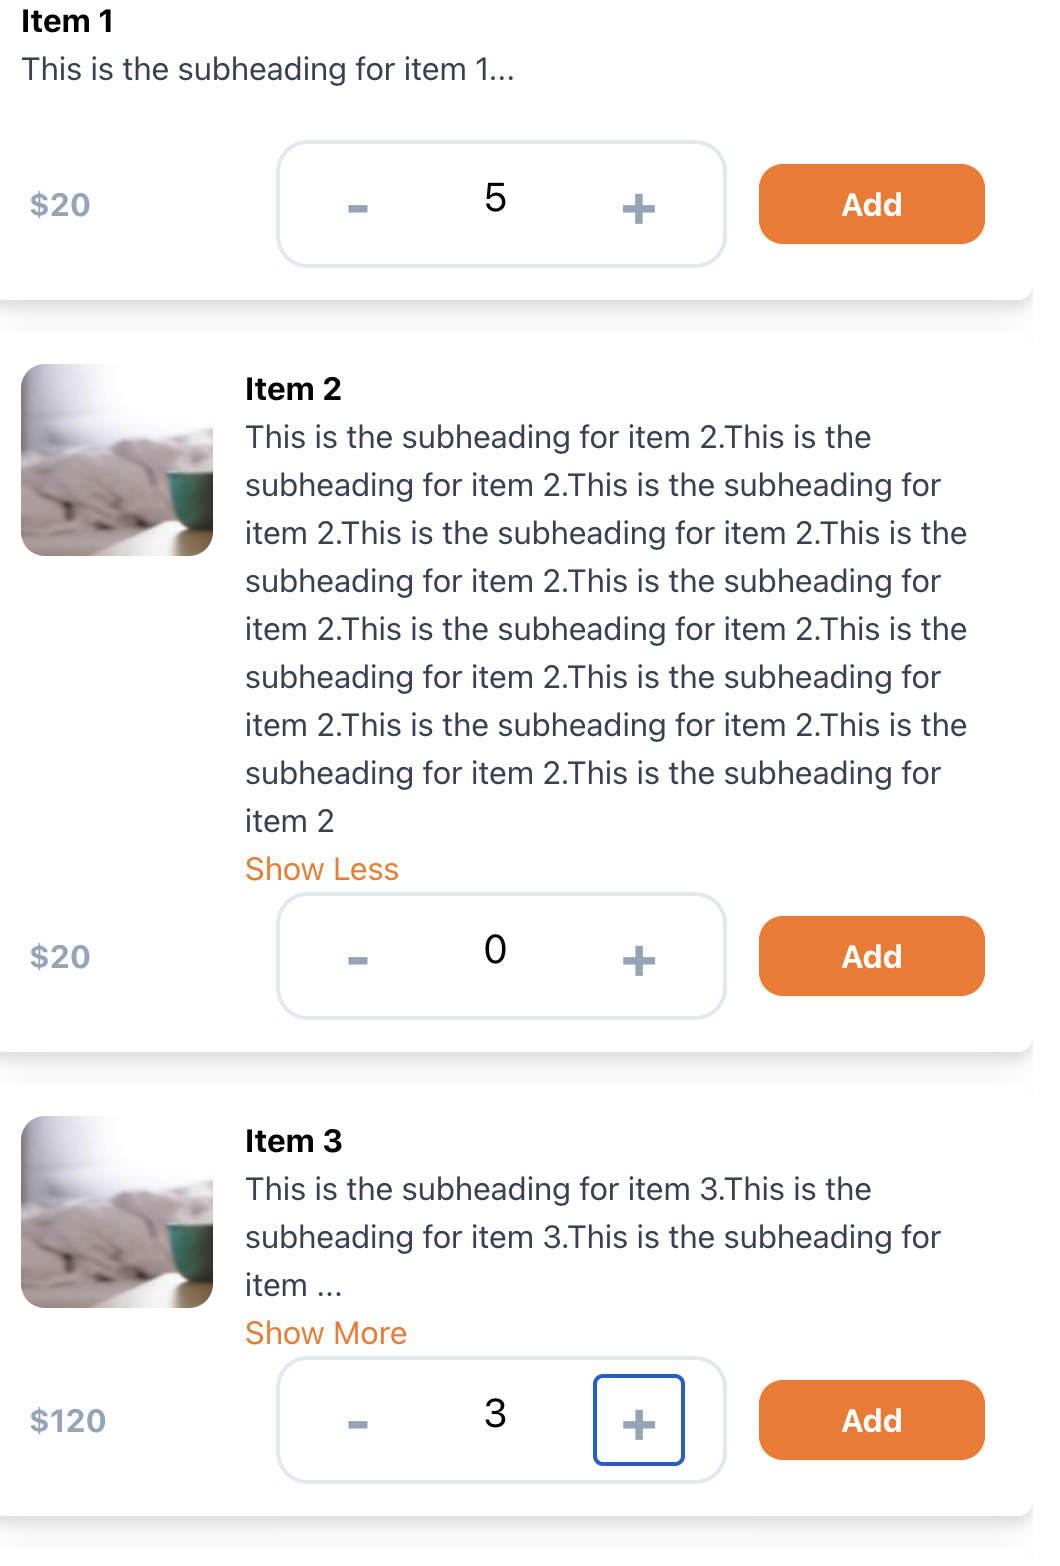 Item 1
This is the subheading for item 1...
$20 - 5 + Add
Item 2
This is the subheading for item 2.This is the
subheading for item 2.This is the subheading for
item 2.This is the subheading for item 2.This is the
subheading for item 2.This is the subheading for
item 2.This is the subheading for item 2.This is the
subheading for item 2.This is the subheading for
item 2.This is the subheading for item 2.This is the
subheading for item 2.This is the subheading for
item 2
Show Less
$20 - 0 + Add
Item 3
This is the subheading for item 3.This is the
subheading for item 3.This is the subheading for
item ...
Show More
$120 - 3 + Add